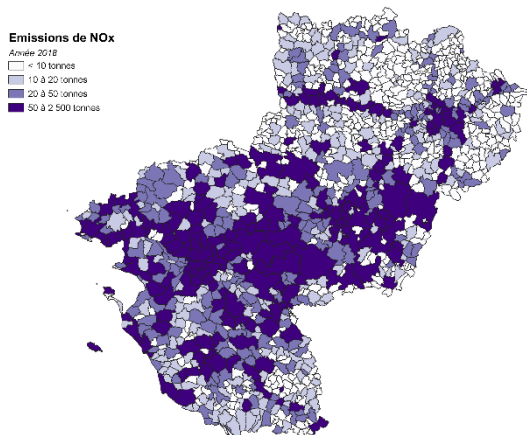 Emissions de NOx
Année 2018
< 10 tonnes
10 à 20 tonnes
20 à 50 tonnes
50 à 2 500 tonnes